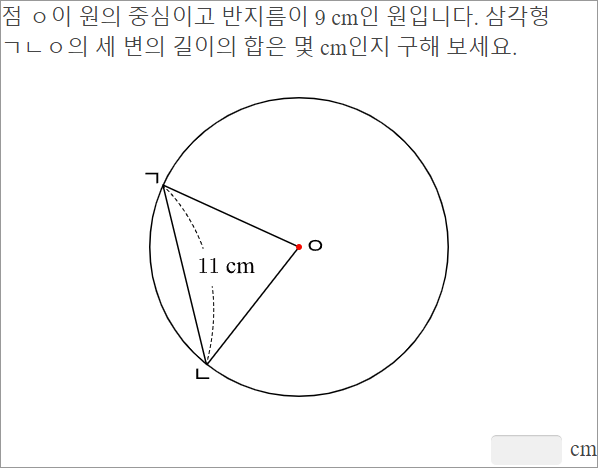 점 ㅇ이 원의 중심이고 반지름이 9 cm인 원입니다. 삼각형
ㄱㄴㅇ의 세 변의 길이의 합은 몇 cm인지 구해 보세요.
ㄱ
ㅇ
11 cm
ㄴ
cm